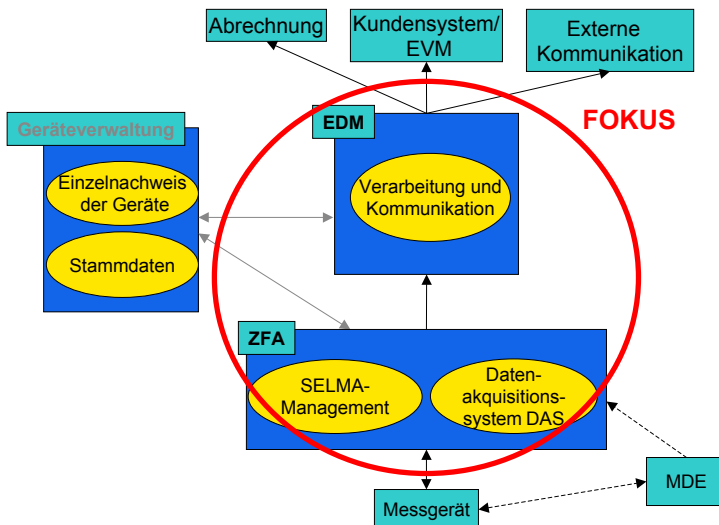 Abrechnung
Kundensystem/
EVM
Externe
Kommunikation
FOKUS
EDM
Geräteverwaltung
Einzelnachweis
der Geräte
Verarbeitung und
Kommunikation
Stammdaten
ZFA
SELMA-
Management
Daten-
akquisitions-
system DAS
MDE
Messgerät